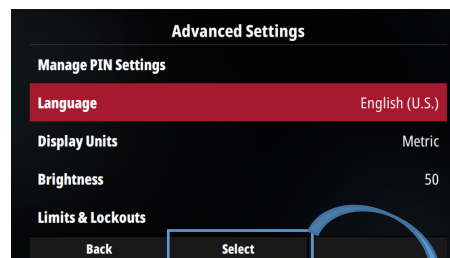 Advanced Settings
Manage PIN Settings
Language English (U.S.)
Display Units Metric
Brightness 50
Limits & Lockouts
Back Select